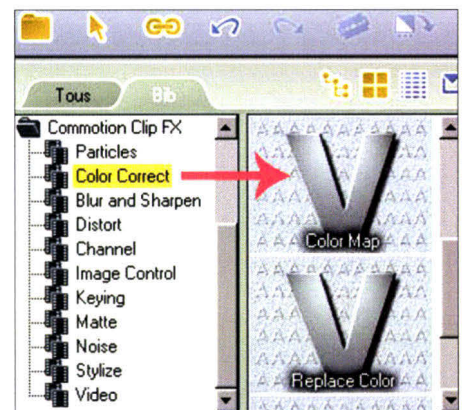 Tous
Bib
Commotion Clip FX
Particles
Color Correct
Blur and Sharpen
Distort
Channel
Image Control
Keying
Matte
Noise
Stylize
Video
Color Map
Replace Color